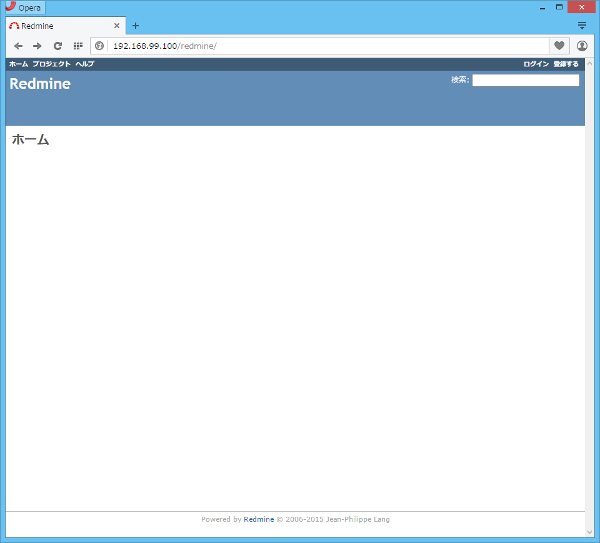 Opera
Redmine
192.168.99.100/redmine/
ホーム プロジェクト ヘルプ ログイン 登録する
Redmine 検索:
ホーム
Powered by Redmine © 2006-2015 Jean-Philippe Lang